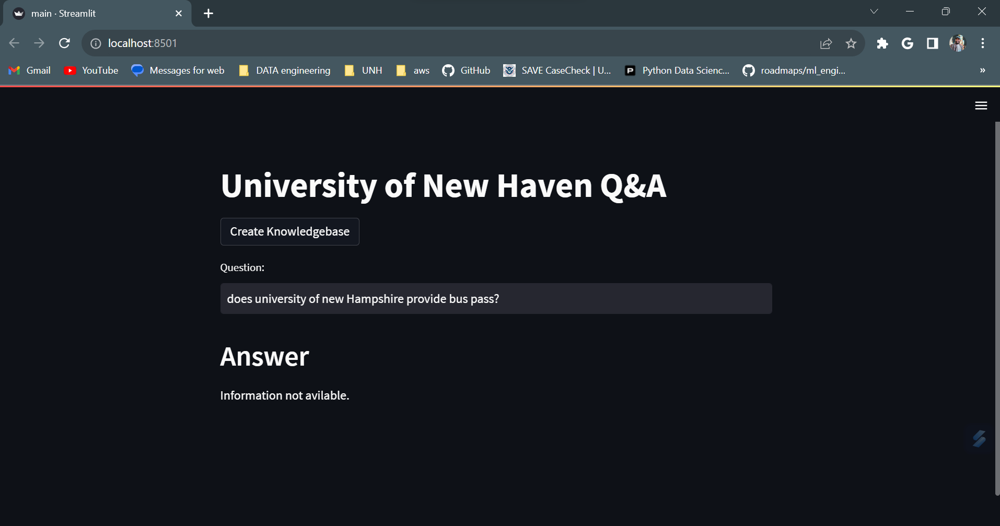 main · Streamlit
localhost:8501
Gmail YouTube Messages for web DATA engineering UNH aws GitHub SAVE CaseCheck | U... Python Data Scienc... roadmaps/ml_engi... »
University of New Haven Q&A
Create Knowledgebase
Question:
does university of new Hampshire provide bus pass?
Answer
Information not avilable.